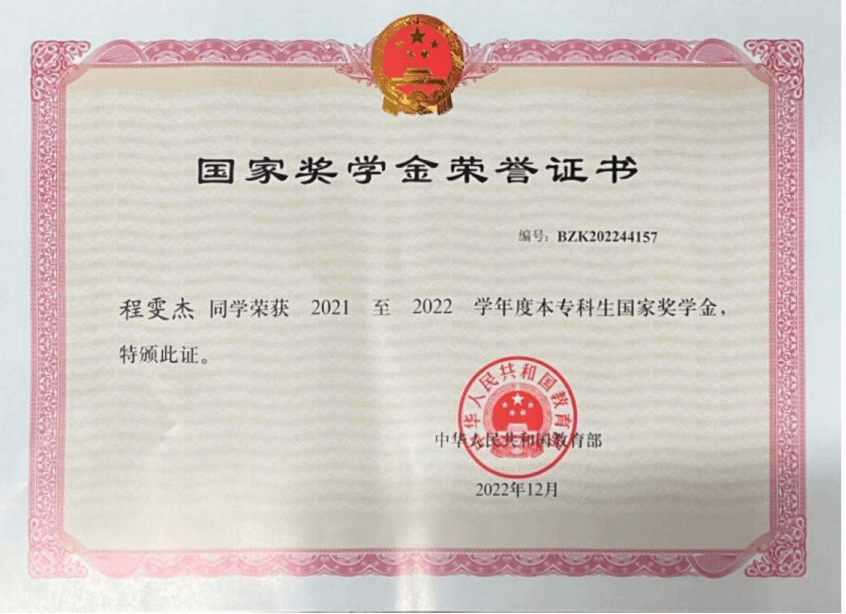 国家奖学金荣誉证书
编号：BZK202244157
程雯杰 同学荣获 2021 至 2022 学年度本专科生国家奖学金，
特颁此证。
中华人民共和国教育部
中华人民共和国教育部
2022年12月